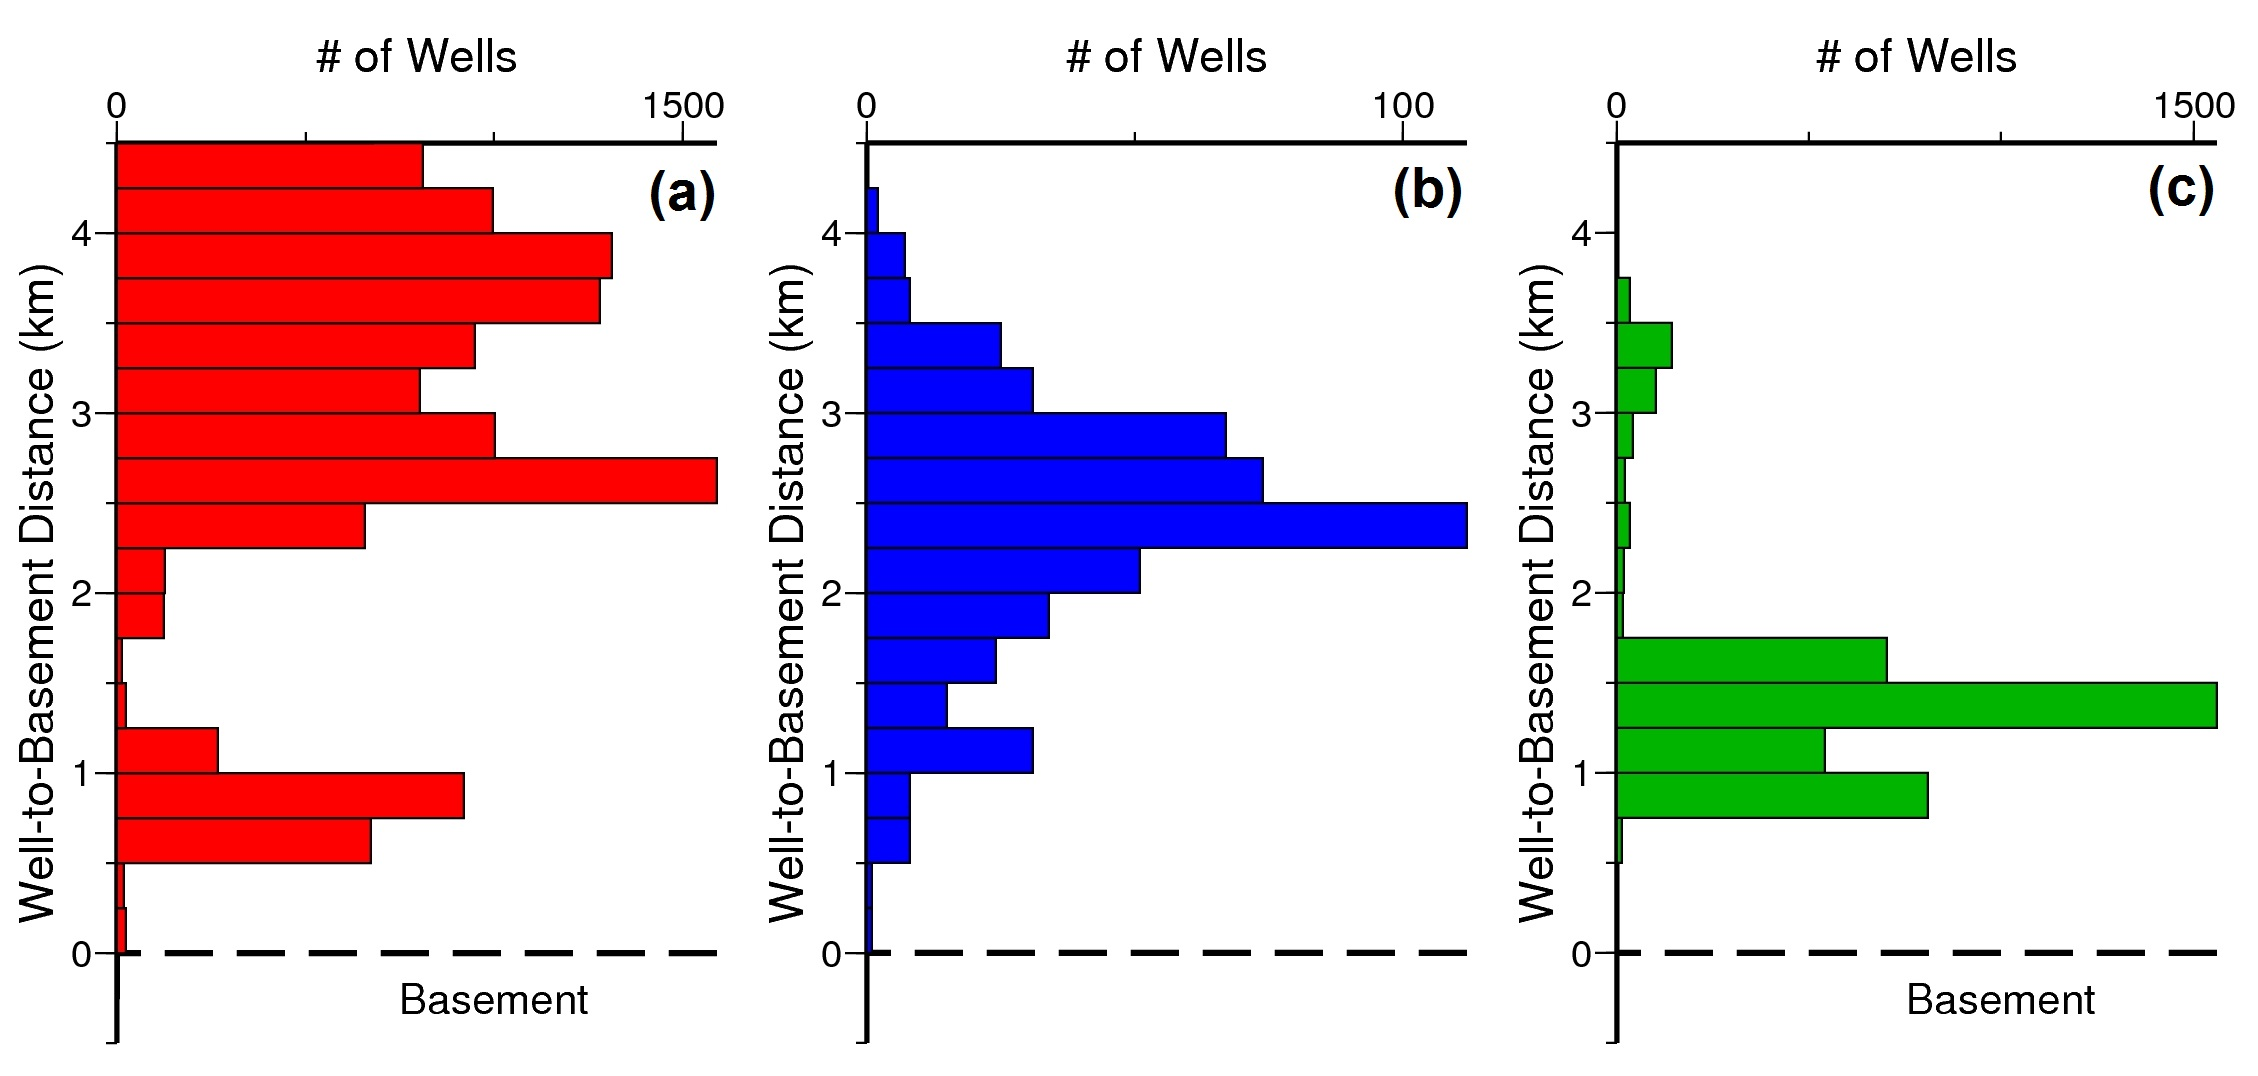 # of Wells
0 1500
(a)
4
3
2
1
0
Well-to-Basement Distance (km)
Basement
# of Wells
0 100
(b)
4
3
2
1
0
Well-to-Basement Distance (km)
# of Wells
0 1500
(c)
4
3
2
1
0
Well-to-Basement Distance (km)
Basement